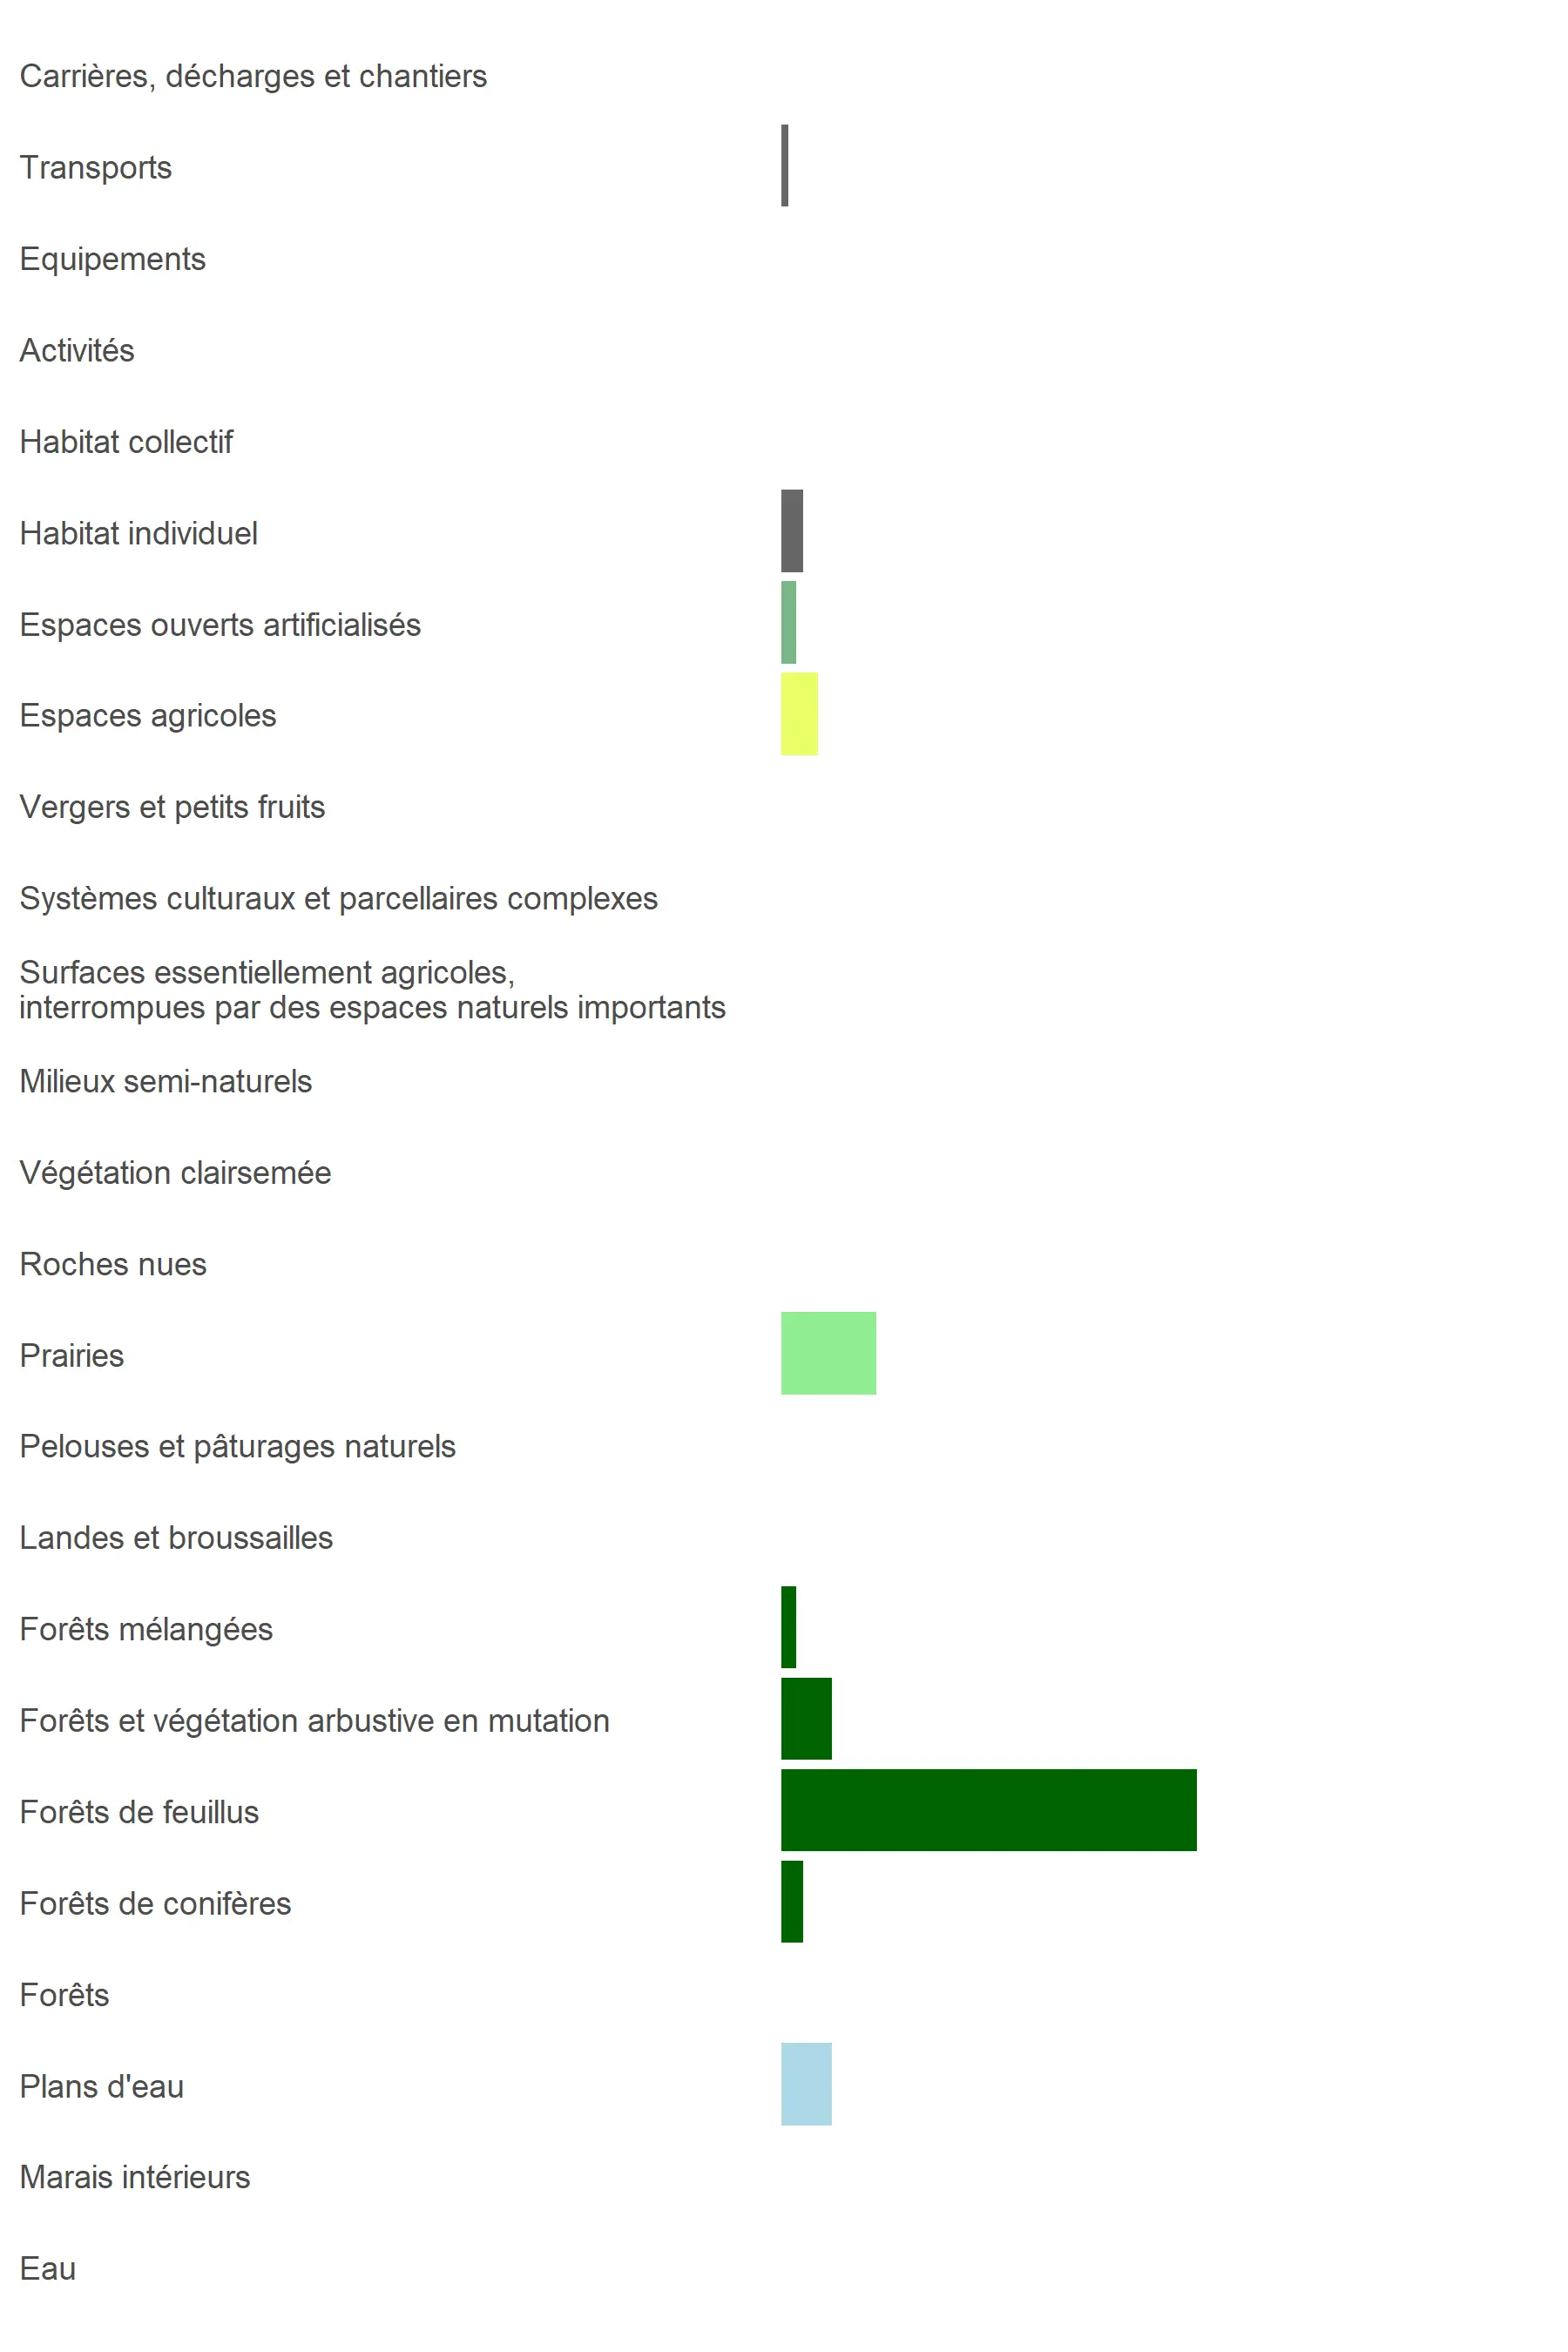 Carrières, décharges et chantiers
Transports
Equipements
Activités
Habitat collectif
Habitat individuel
Espaces ouverts artificialisés
Espaces agricoles
Vergers et petits fruits
Systèmes culturaux et parcellaires complexes
Surfaces essentiellement agricoles,
interrompues par des espaces naturels importants
Milieux semi-naturels
Végétation clairsemée
Roches nues
Prairies
Pelouses et pâturages naturels
Landes et broussailles
Forêts mélangées
Forêts et végétation arbustive en mutation
Forêts de feuillus
Forêts de conifères
Forêts
Plans d'eau
Marais intérieurs
Eau